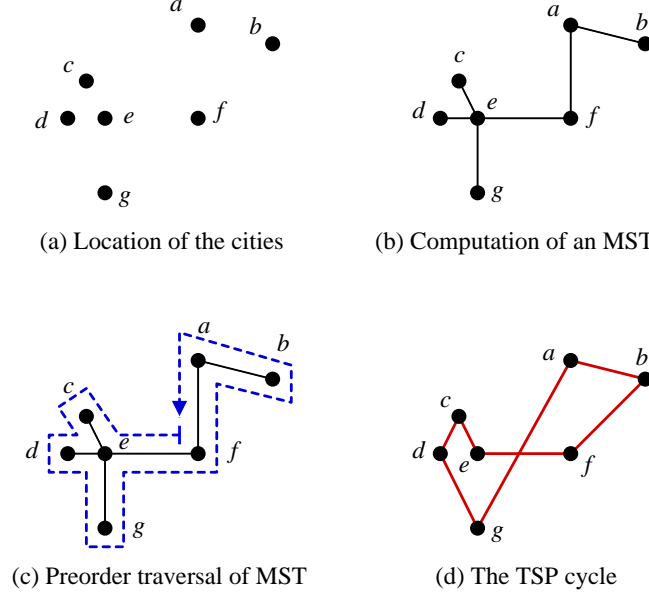 a
b
c
d
e
f
g
(a) Location of the cities
a
b
c
d
e
f
g
(b) Computation of an MST
a
b
c
d
e
f
g
(c) Preorder traversal of MST
a
b
c
d
e
f
g
(d) The TSP cycle